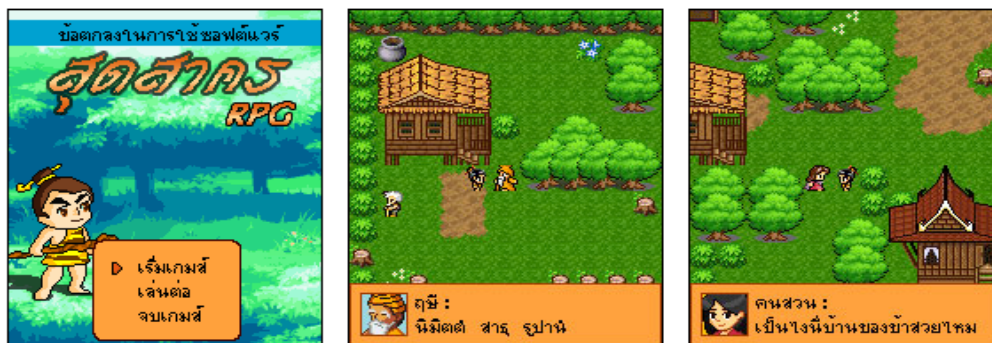 ข้อตกลงในการใช้ซอฟต์แวร์
สุดสาคร
RPG
เริ่มเกมส์
เล่นต่อ
จบเกมส์
ฤษี :
นิมิตตํ สาธุ รูปานํ
คนสวน :
เป็นไงนี่บ้านของข้าสวยไหม